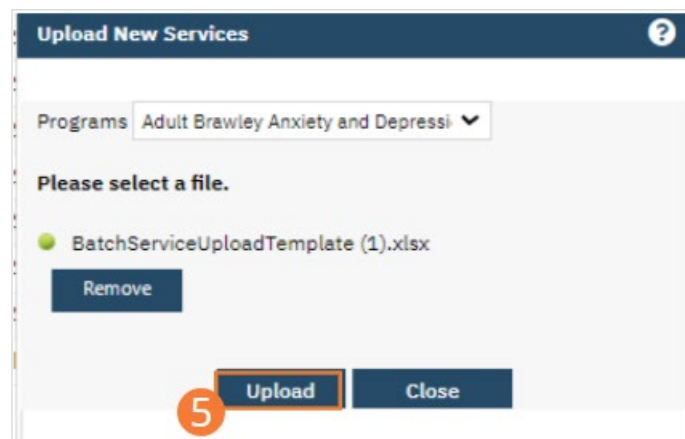 Upload New Services ?
Programs Adult Brawley Anxiety and Depressi
Please select a file.
BatchServiceUploadTemplate (1).xlsx
Remove
Upload Close
5